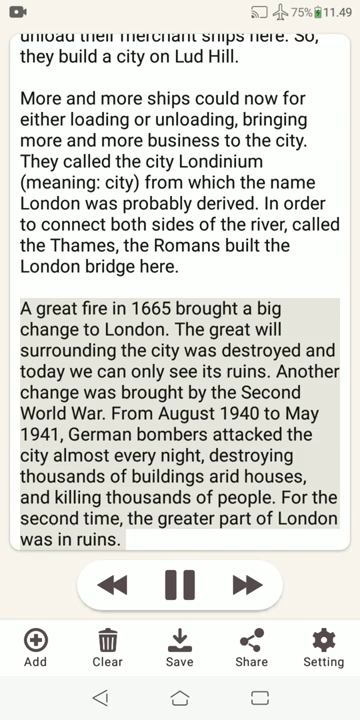 75% 11.49
unload their merchant ships here. So,
they build a city on Lud Hill.
More and more ships could now for
either loading or unloading, bringing
more and more business to the city.
They called the city Londinium
(meaning: city) from which the name
London was probably derived. In order
to connect both sides of the river, called
the Thames, the Romans built the
London bridge here.
A great fire in 1665 brought a big
change to London. The great will
surrounding the city was destroyed and
today we can only see its ruins. Another
change was brought by the Second
World War. From August 1940 to May
1941, German bombers attacked the
city almost every night, destroying
thousands of buildings arid houses,
and killing thousands of people. For the
second time, the greater part of London
was in ruins.
Add Clear Save Share Setting